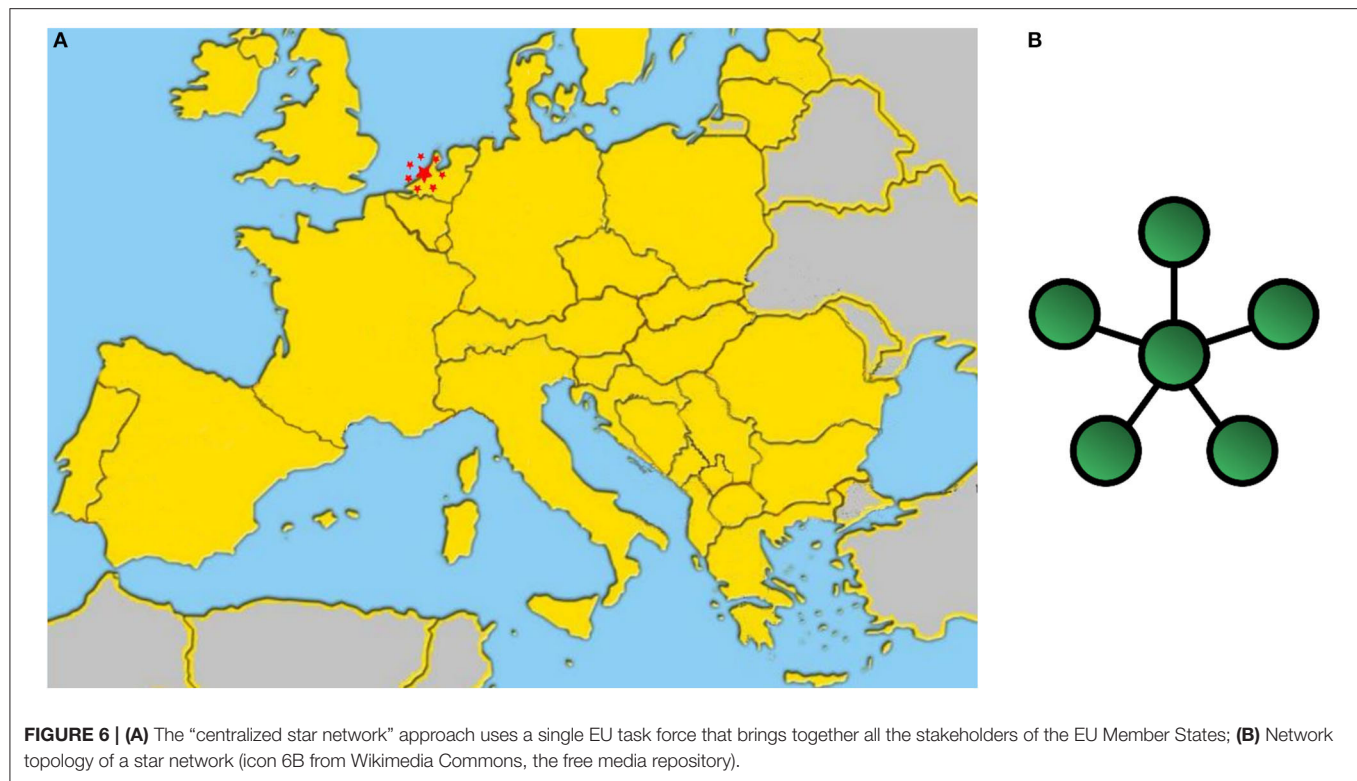 A
B
FIGURE 6 | (A) The “centralized star network” approach uses a single EU task force that brings together all the stakeholders of the EU Member States; (B) Network
topology of a star network (icon 6B from Wikimedia Commons, the free media repository).